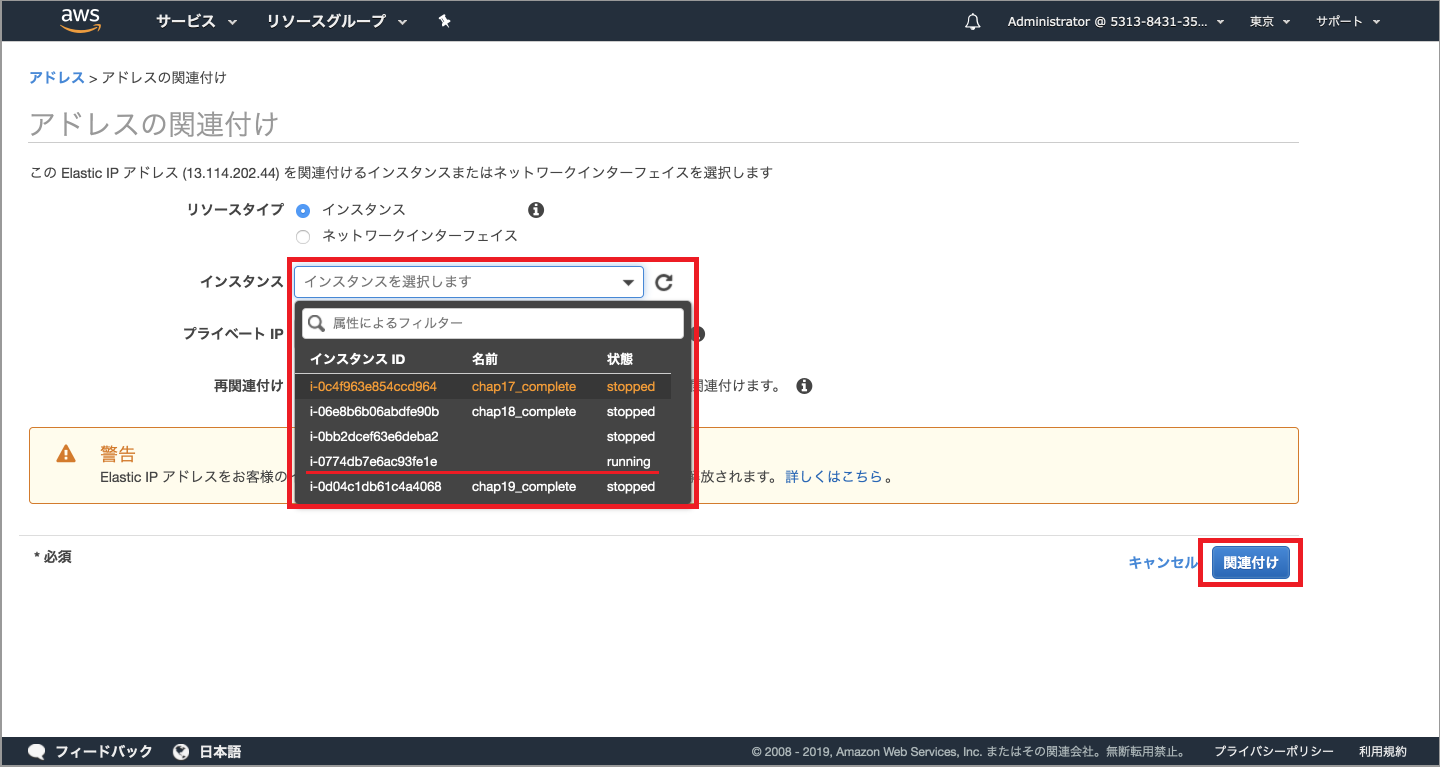 aws サービス リソースグループ Administrator @ 5313-8431-35... 東京 サポート
アドレス > アドレスの関連付け
アドレスの関連付け
この Elastic IP アドレス (13.114.202.44) を関連付けるインスタンスまたはネットワークインターフェイスを選択します
リソースタイプ インスタンス
ネットワークインターフェイス
インスタンス インスタンスを選択します
属性によるフィルター
プライベート IP
インスタンス ID 名前 状態
再関連付け i-0c4f963e854ccd964 chap17_complete stopped 関連付けます。
i-06e8b6b06abdfe90b chap18_complete stopped
i-0bb2dcef63e6deba2 stopped
警告
i-0774db7e6ac93fe1e running
Elastic IP アドレスをお客様の 放されます。 詳しくはこちら。
i-0d04c1db61c4a4068 chap19_complete stopped
* 必須
キャンセル 関連付け
フィードバック 日本語 © 2008 - 2019, Amazon Web Services, Inc. またはその関連会社。無断転用禁止。 プライバシーポリシー 利用規約